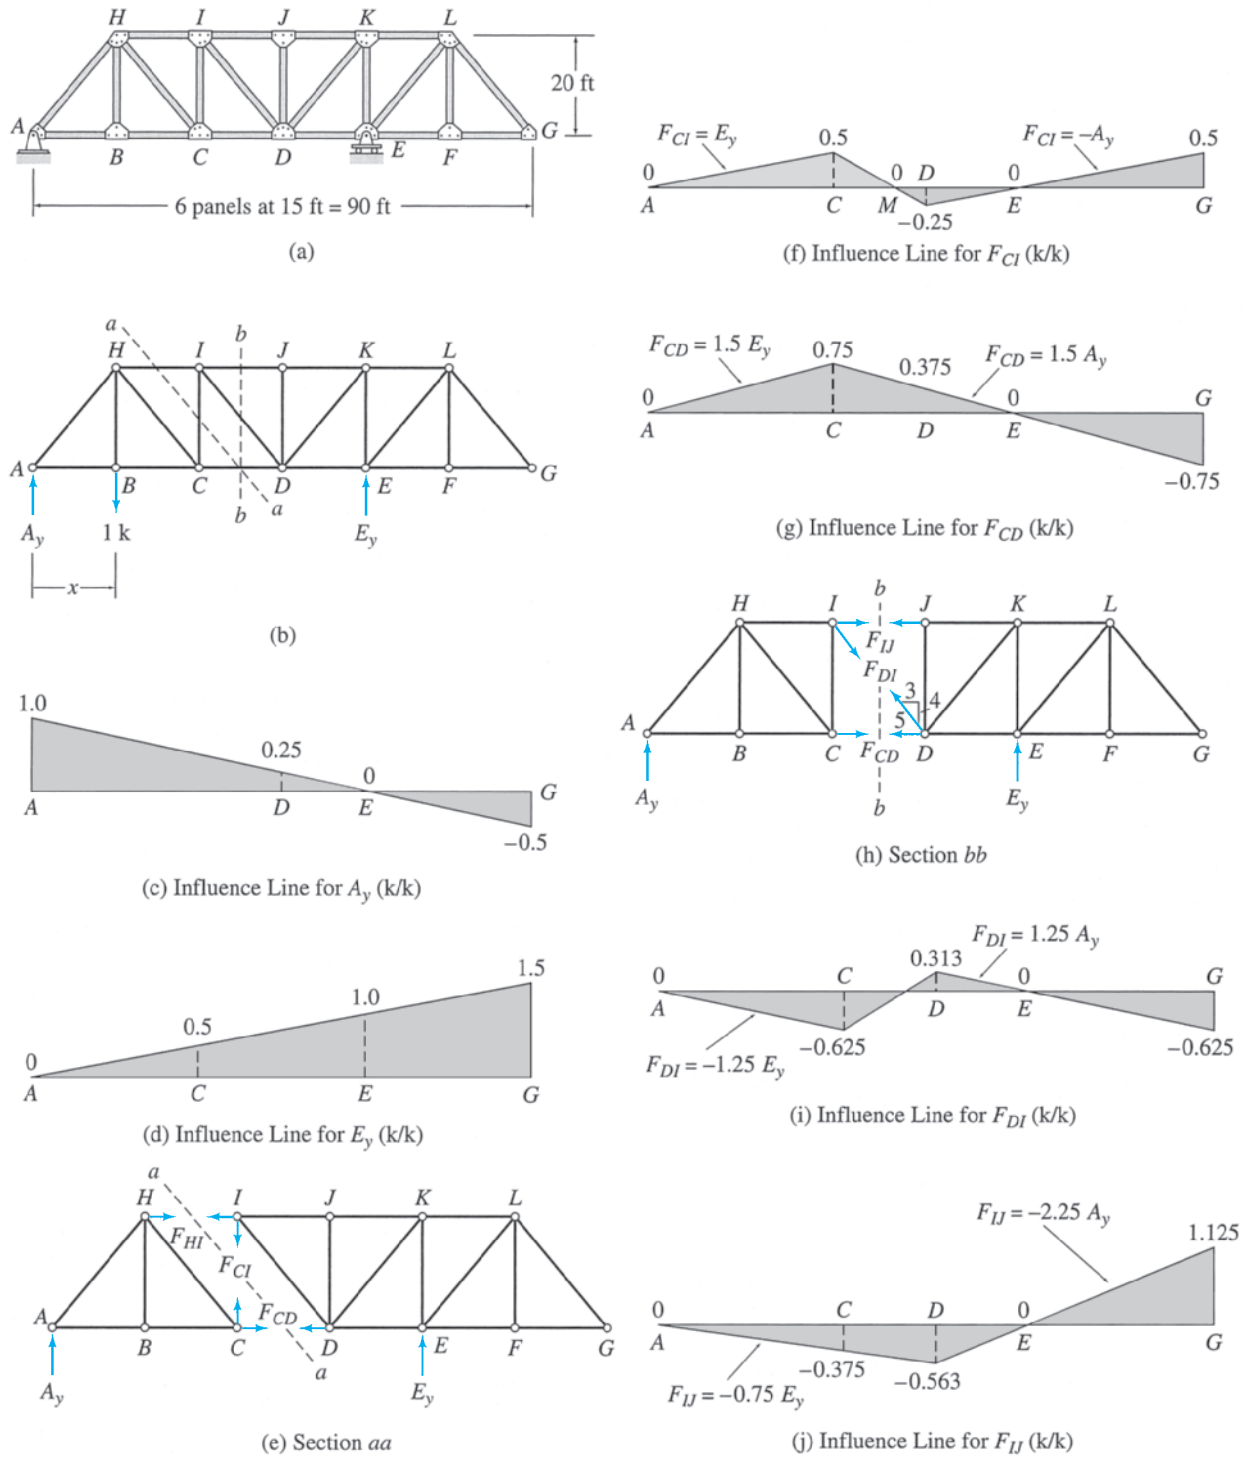 H I J K L
20 ft
A B C D E F G
6 panels at 15 ft = 90 ft
(a)
a b
H I J K L
A B C D E F G
b a
A_y 1 k E_y
x
(b)
1.0
0.25
0
A D E G
−0.5
(c) Influence Line for A_y (k/k)
1.5
1.0
0.5
0
A C E G
(d) Influence Line for E_y (k/k)
a
H I J K L
F_HI
F_CI
F_CD
A B C D E F G
a
A_y E_y
(e) Section aa
F_CI = E_y 0.5 F_CI = −A_y 0.5
0 0 D 0
A C M E G
−0.25
(f) Influence Line for F_CI (k/k)
F_CD = 1.5 E_y 0.75 0.375 F_CD = 1.5 A_y
0 0 G
A C D E
−0.75
(g) Influence Line for F_CD (k/k)
b
H I J K L
F_IJ
F_DI
3 4
5
A B C F_CD D E F G
A_y E_y
b
(h) Section bb
F_DI = 1.25 A_y
0.313
0 C 0 G
A D E
−0.625 −0.625
F_DI = −1.25 E_y
(i) Influence Line for F_DI (k/k)
F_IJ = −2.25 A_y
1.125
0 C D 0
A E G
−0.375 −0.563
F_IJ = −0.75 E_y
(j) Influence Line for F_IJ (k/k)